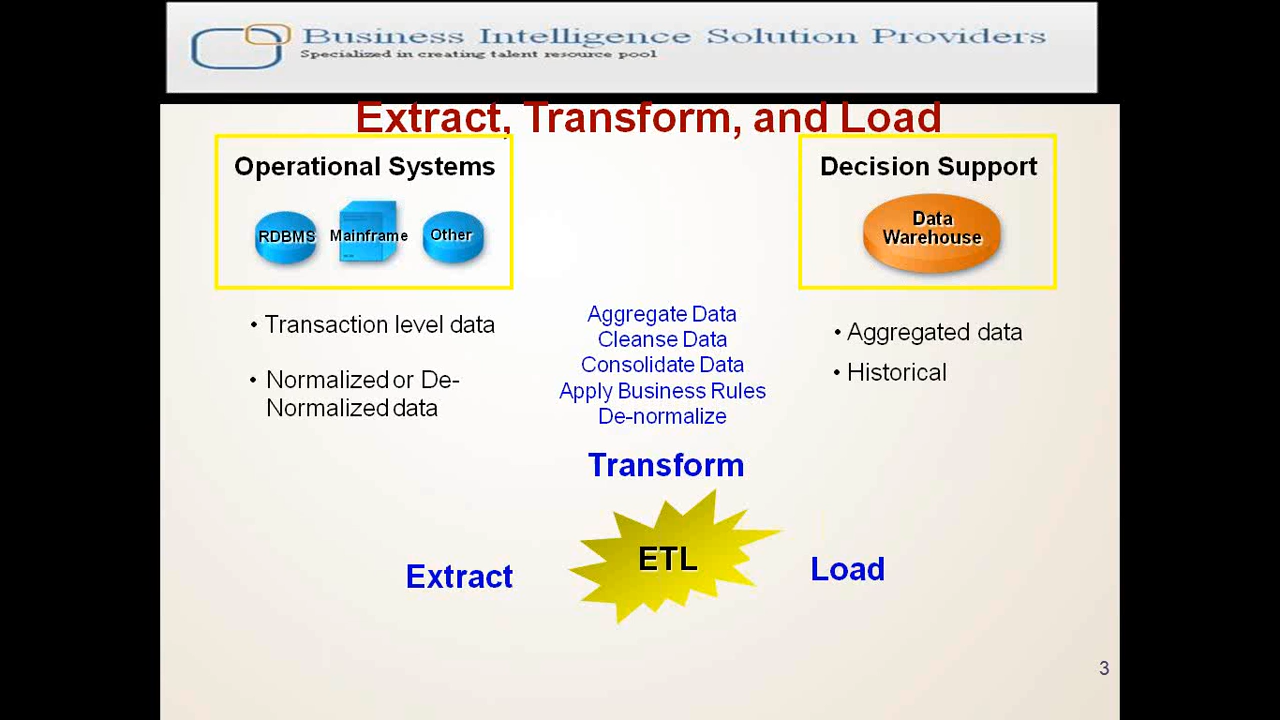 Business Intelligence Solution Providers
Specialized in creating talent resource pool
Extract, Transform, and Load
Operational Systems
RDBMS
Mainframe
Other
• Transaction level data
• Normalized or De-
Normalized data
Aggregate Data
Cleanse Data
Consolidate Data
Apply Business Rules
De-normalize
Transform
Decision Support
Data
Warehouse
• Aggregated data
• Historical
Extract
ETL
Load
3